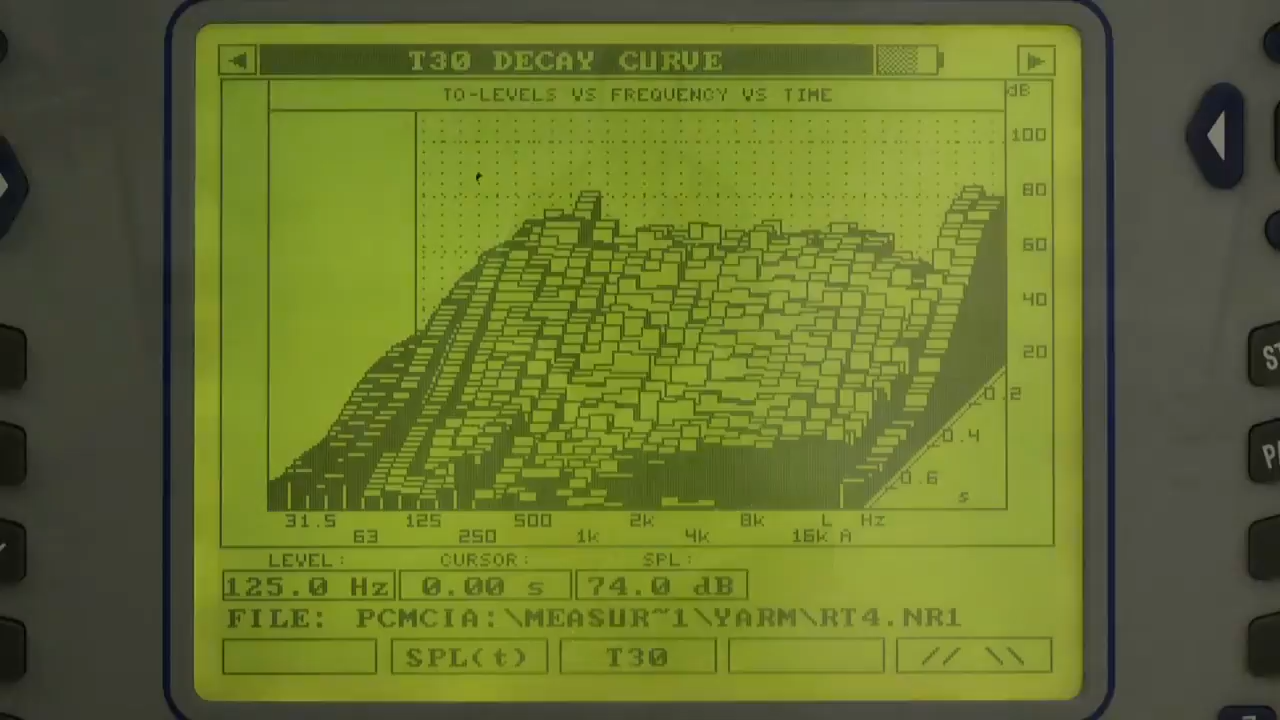 T30 DECAY CURVE
TO-LEVELS VS FREQUENCY VS TIME
dB
100
80
60
40
20
0.2
0.4
0.6
s
31.5 125 500 2k 8k L Hz
63 250 1k 4k 16k A
LEVEL: CURSOR: SPL:
125.0 Hz 0.00 s 74.0 dB
FILE: PCMCIA:\MEASUR~1\YARM\RT4.NR1
SPL(t) T30 // \\